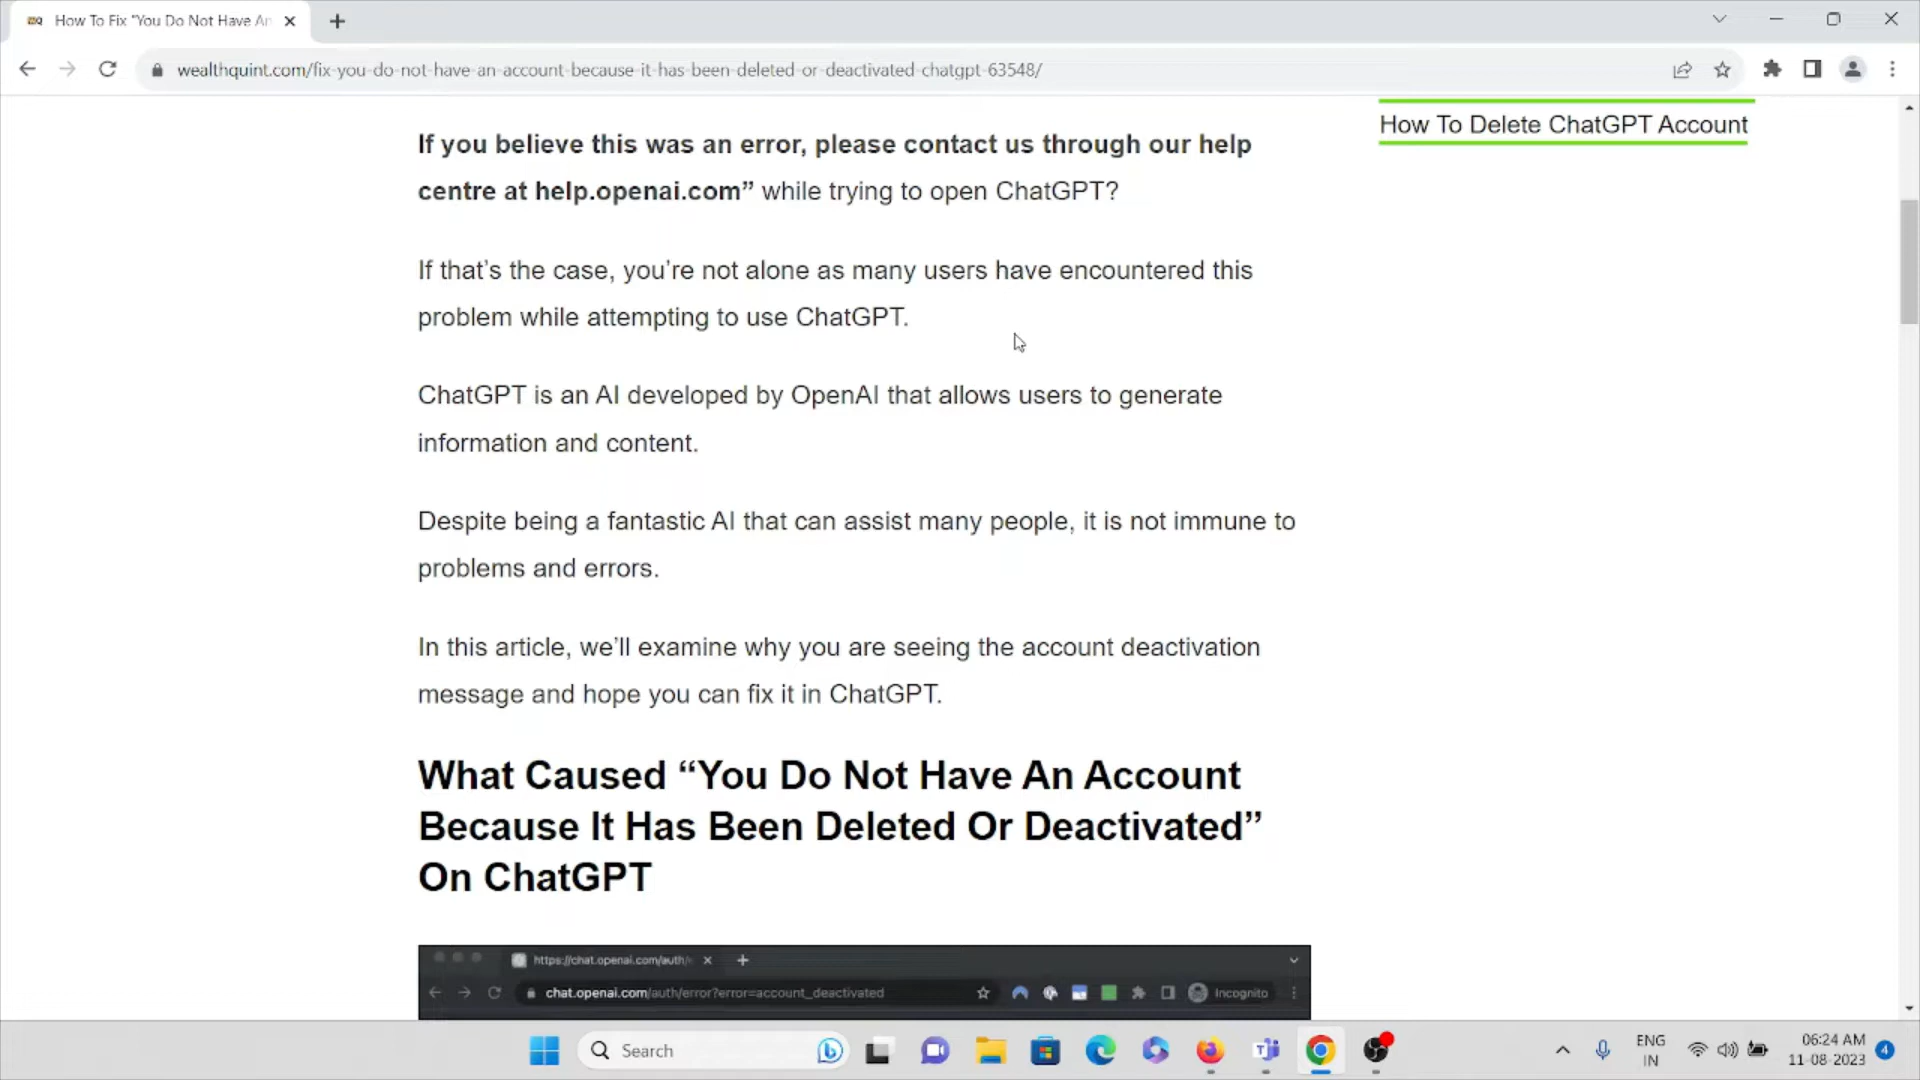 How To Fix "You Do Not Have An
wealthquint.com/fix-you-do-not-have-an-account-because-it-has-been-deleted-or-deactivated-chatgpt-63548/
If you believe this was an error, please contact us through our help
centre at help.openai.com” while trying to open ChatGPT?
How To Delete ChatGPT Account
If that’s the case, you’re not alone as many users have encountered this
problem while attempting to use ChatGPT.
ChatGPT is an AI developed by OpenAI that allows users to generate
information and content.
Despite being a fantastic AI that can assist many people, it is not immune to
problems and errors.
In this article, we’ll examine why you are seeing the account deactivation
message and hope you can fix it in ChatGPT.
What Caused “You Do Not Have An Account
Because It Has Been Deleted Or Deactivated”
On ChatGPT
https://chat.openai.com/auth/
chat.openai.com/auth/error?error=account_deactivated
Incognito
Search
ENG
IN
06:24 AM
11-08-2023
4